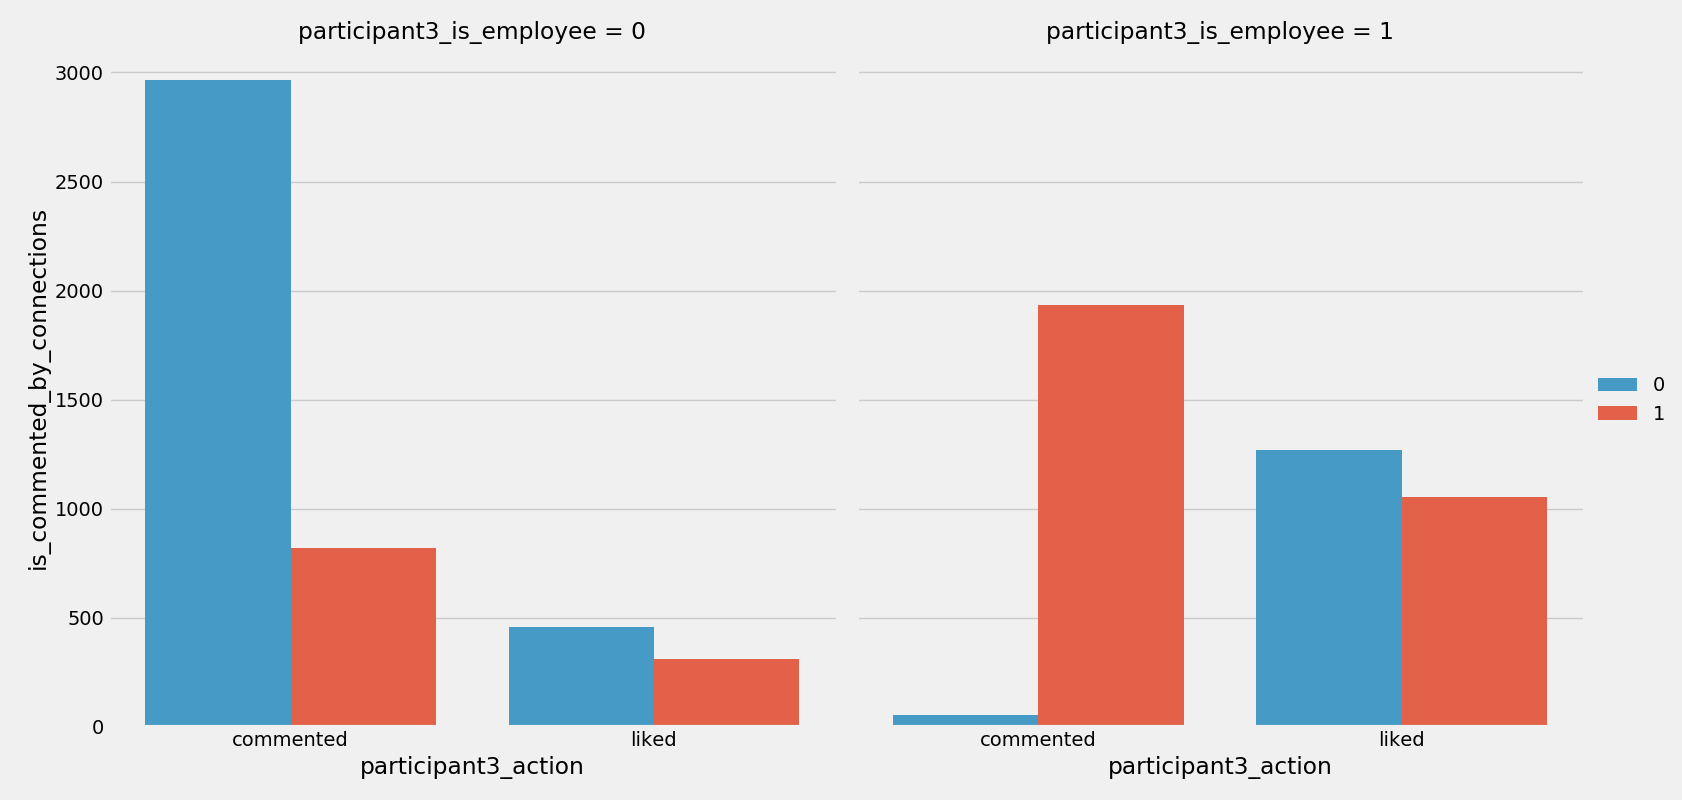 participant3_is_employee = 0
participant3_is_employee = 1
is_commented_by_connections
3000
2500
2000
1500
1000
500
0
commented
liked
participant3_action
commented
liked
participant3_action
0
1